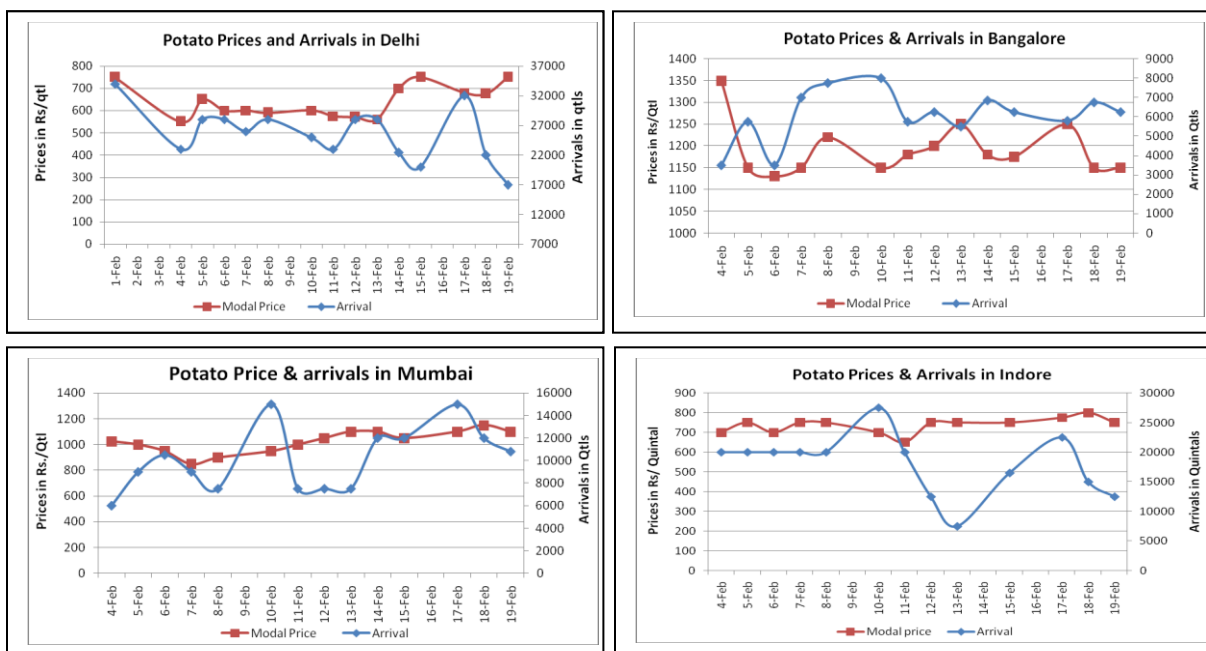 Potato Prices and Arrivals in Delhi
Prices in Rs/qtl
800
700
600
500
400
300
200
100
0
37000
32000
27000
22000
17000
12000
7000
Arrivals in qtls
1-Feb
2-Feb
3-Feb
4-Feb
5-Feb
6-Feb
7-Feb
8-Feb
9-Feb
10-Feb
11-Feb
12-Feb
13-Feb
14-Feb
15-Feb
16-Feb
17-Feb
18-Feb
19-Feb
Modal Price
Arrival
Potato Prices & Arrivals in Bangalore
Prices in Rs/Qtl
1400
1350
1300
1250
1200
1150
1100
1050
1000
9000
8000
7000
6000
5000
4000
3000
2000
1000
0
Arrivals in Qtls
4-Feb
5-Feb
6-Feb
7-Feb
8-Feb
9-Feb
10-Feb
11-Feb
12-Feb
13-Feb
14-Feb
15-Feb
16-Feb
17-Feb
18-Feb
19-Feb
Modal Price
Arrival
Potato Price & arrivals in Mumbai
Prices in Rs./Qtl
1400
1200
1000
800
600
400
200
0
16000
14000
12000
10000
8000
6000
4000
2000
0
Arrivals in Qtls
4-Feb
5-Feb
6-Feb
7-Feb
8-Feb
9-Feb
10-Feb
11-Feb
12-Feb
13-Feb
14-Feb
15-Feb
16-Feb
17-Feb
18-Feb
19-Feb
Modal Price
Arrival
Potato Prices & Arrivals in Indore
Prices in Rs/ Quintal
900
800
700
600
500
400
300
200
100
0
30000
25000
20000
15000
10000
5000
0
Arrivals in Quintals
4-Feb
5-Feb
6-Feb
7-Feb
8-Feb
9-Feb
10-Feb
11-Feb
12-Feb
13-Feb
14-Feb
15-Feb
16-Feb
17-Feb
18-Feb
19-Feb
Modal price
Arrival